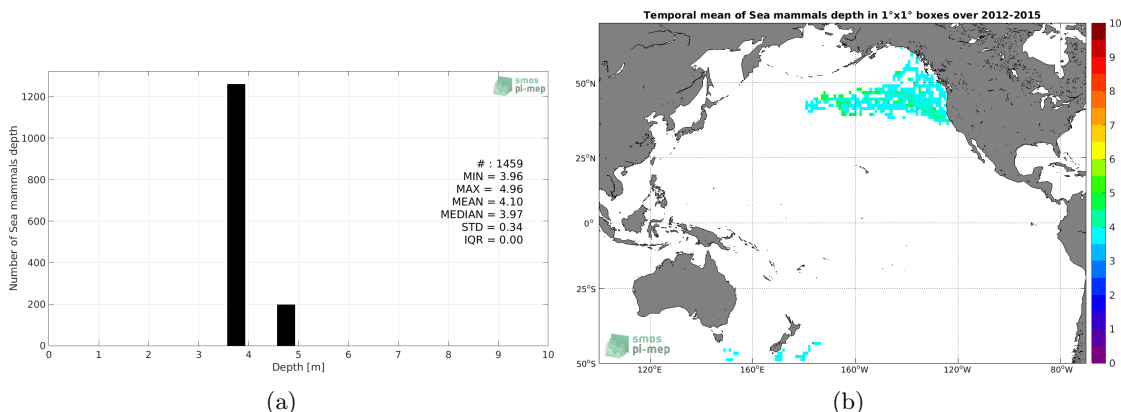 1200
1000
800
600
400
200
0
Number of Sea mammals depth
smos
pi-mep
# : 1459
MIN = 3.96
MAX = 4.96
MEAN = 4.10
MEDIAN = 3.97
STD = 0.34
IQR = 0.00
0 1 2 3 4 5 6 7 8 9 10
Depth [m]
(a)
Temporal mean of Sea mammals depth in 1°x1° boxes over 2012-2015
50°N
25°N
0°
25°S
50°S
smos
pi-mep
120°E 160°E 160°W 120°W 80°W
10
9
8
7
6
5
4
3
2
1
0
(b)